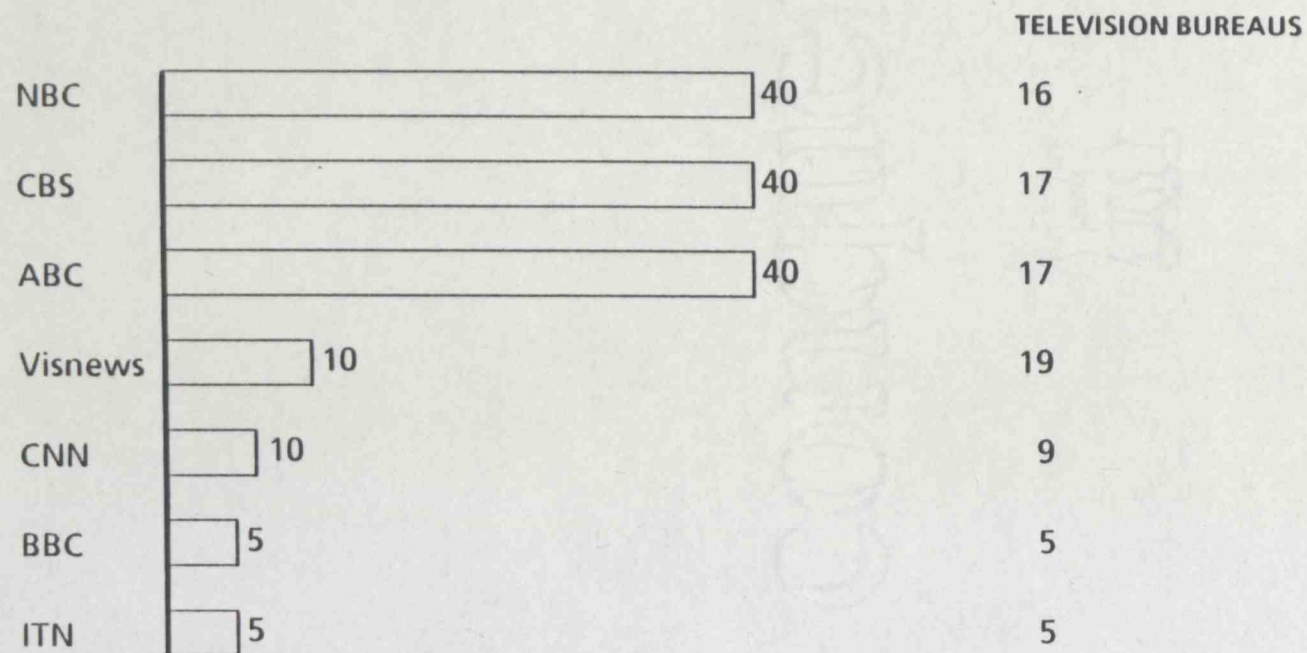 TELEVISION BUREAUS
NBC 40 16
CBS 40 17
ABC 40 17
Visnews 10 19
CNN 10 9
BBC 5 5
ITN 5 5